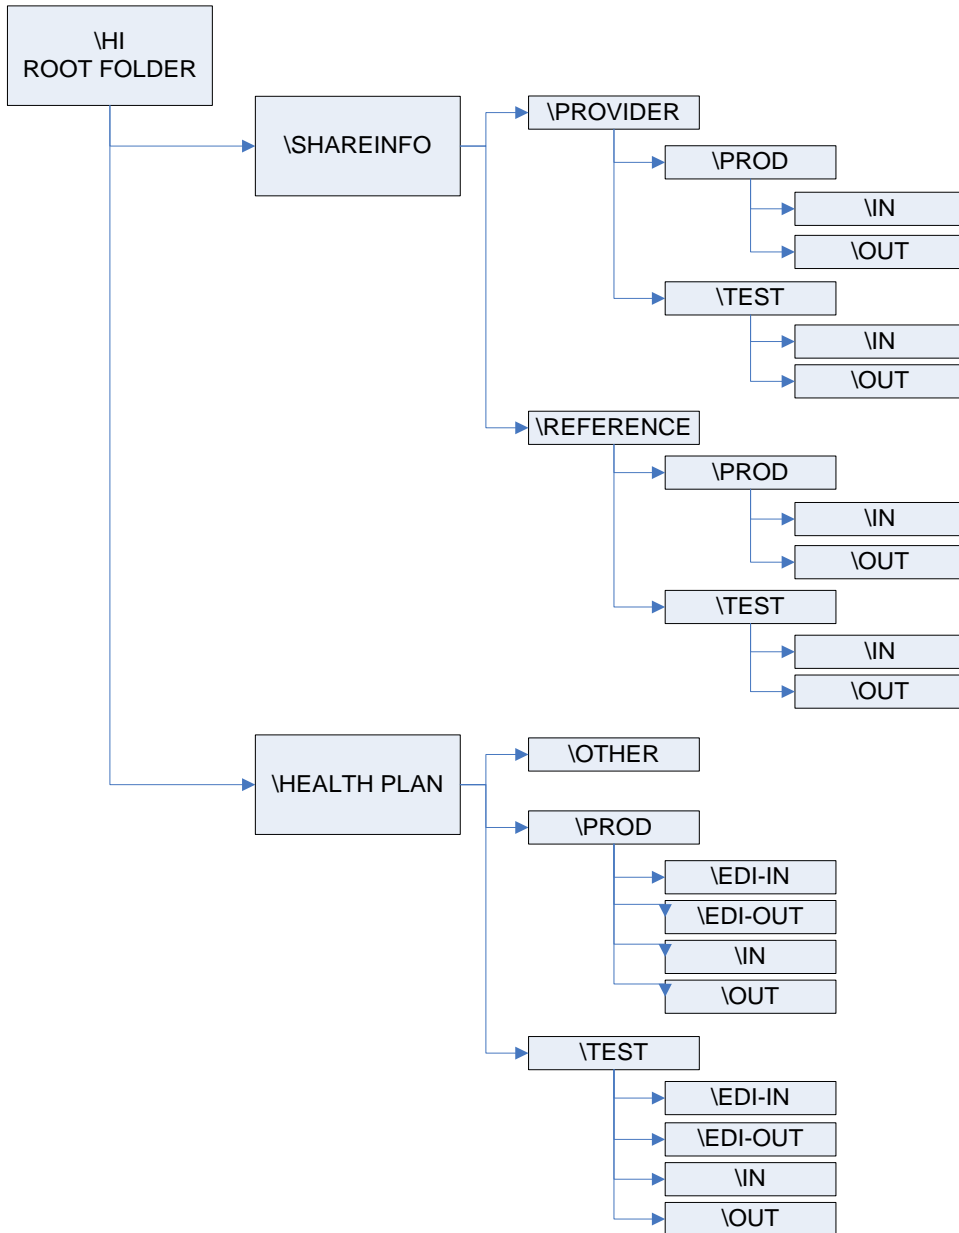 \HI
ROOT FOLDER
\SHAREINFO
\PROVIDER
\PROD
\IN
\OUT
\TEST
\IN
\OUT
\REFERENCE
\PROD
\IN
\OUT
\TEST
\IN
\OUT
\HEALTH PLAN
\OTHER
\PROD
\EDI-IN
\EDI-OUT
\IN
\OUT
\TEST
\EDI-IN
\EDI-OUT
\IN
\OUT